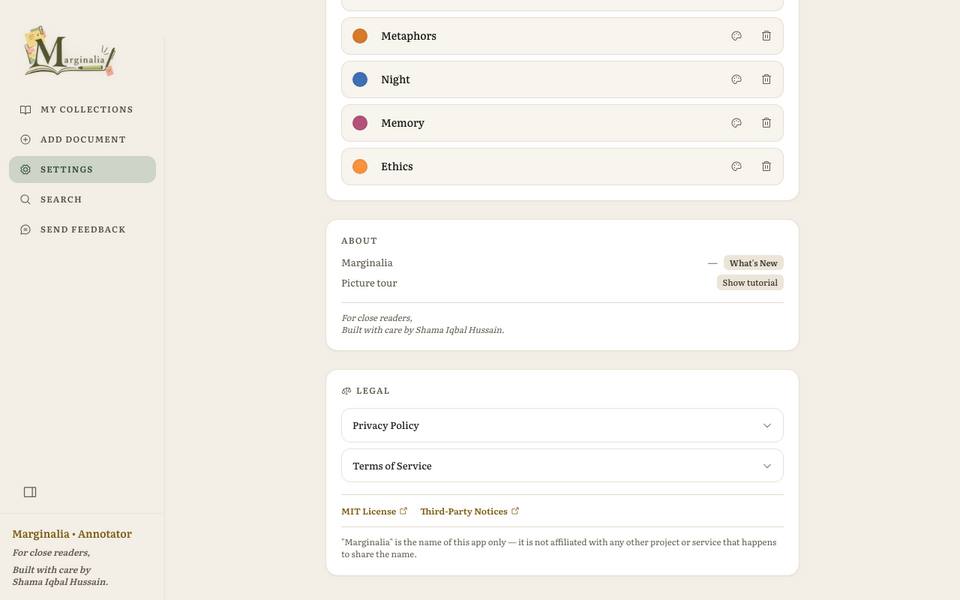 Marginalia
MY COLLECTIONS
ADD DOCUMENT
SETTINGS
SEARCH
SEND FEEDBACK
Marginalia • Annotator
For close readers,
Built with care by
Shama Iqbal Hussain.
Metaphors
Night
Memory
Ethics
ABOUT
Marginalia — What's New
Picture tour Show tutorial
For close readers,
Built with care by Shama Iqbal Hussain.
LEGAL
Privacy Policy
Terms of Service
MIT License Third-Party Notices
"Marginalia" is the name of this app only — it is not affiliated with any other project or service that happens
to share the name.